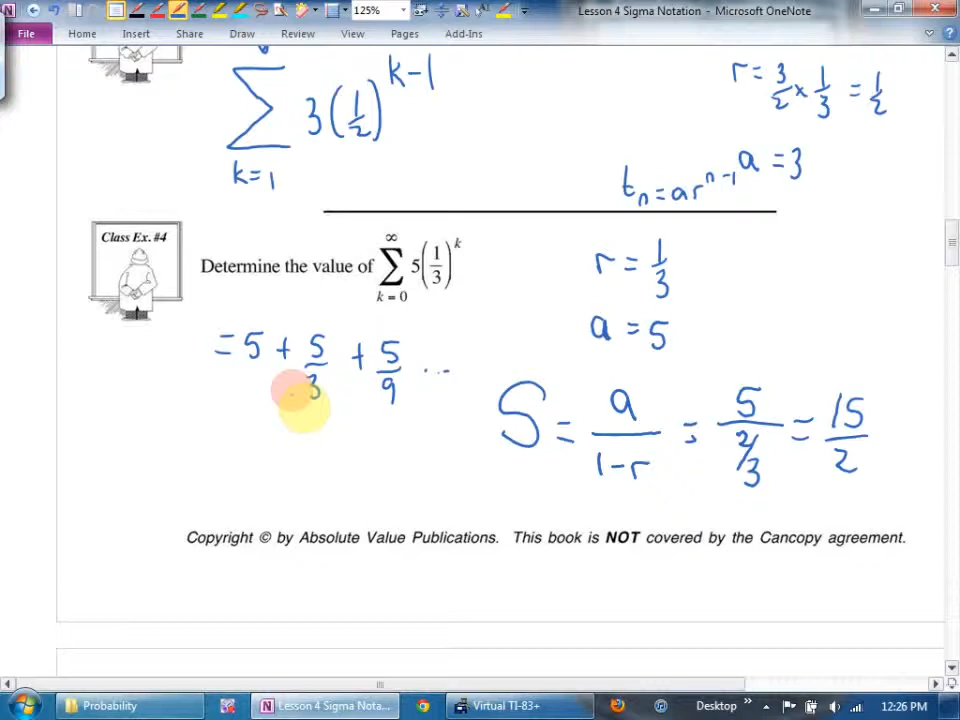 125%
Lesson 4 Sigma Notation - Microsoft OneNote
File Home Insert Share Draw Review View Pages Add-Ins
∑ 3(1/2)^(k-1)
k=1
r = 3/2 × 1/3 = 1/2
t_n = ar^(n-1) a = 3
Class Ex. #4
Determine the value of ∑ (k = 0 to ∞) 5(1/3)^k
r = 1/3
a = 5
= 5 + 5/3 + 5/9 ...
S = a/(1-r) = 5/(2/3) = 15/2
Copyright © by Absolute Value Publications. This book is NOT covered by the Cancopy agreement.
Probability
Lesson 4 Sigma Nota...
Virtual TI-83+
Desktop
12:26 PM